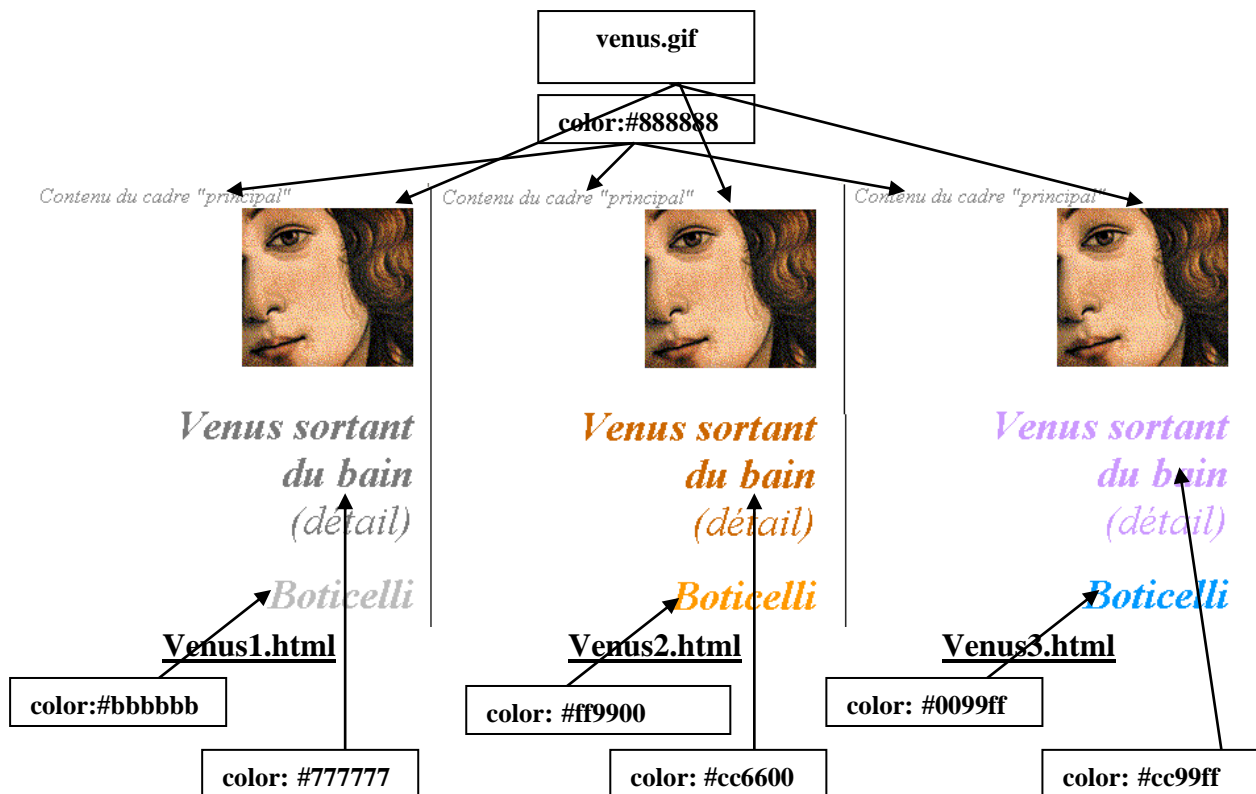 venus.gif
color:#888888
Contenu du cadre "principal"
Contenu du cadre "principal"
Contenu du cadre "principal"
Venus sortant
du bain
(détail)
Boticelli
Venus sortant
du bain
(détail)
Boticelli
Venus sortant
du bain
(détail)
Boticelli
Venus1.html
Venus2.html
Venus3.html
color:#bbbbbb
color: #ff9900
color: #0099ff
color: #777777
color: #cc6600
color: #cc99ff